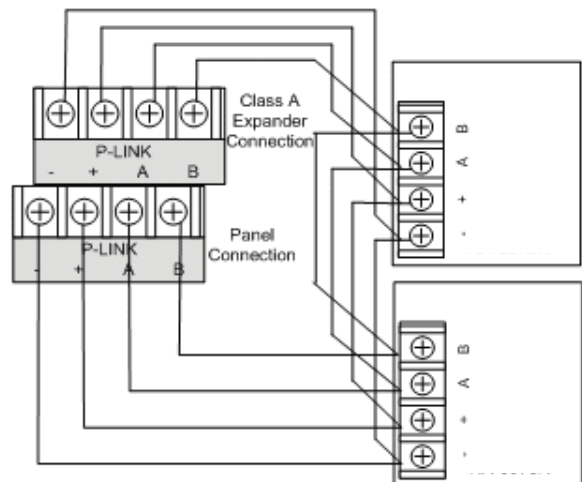 Class A
Expander
Connection
P-LINK
- + A B
Panel
Connection
P-LINK
- + A B
B
A
+
-
B
A
+
-